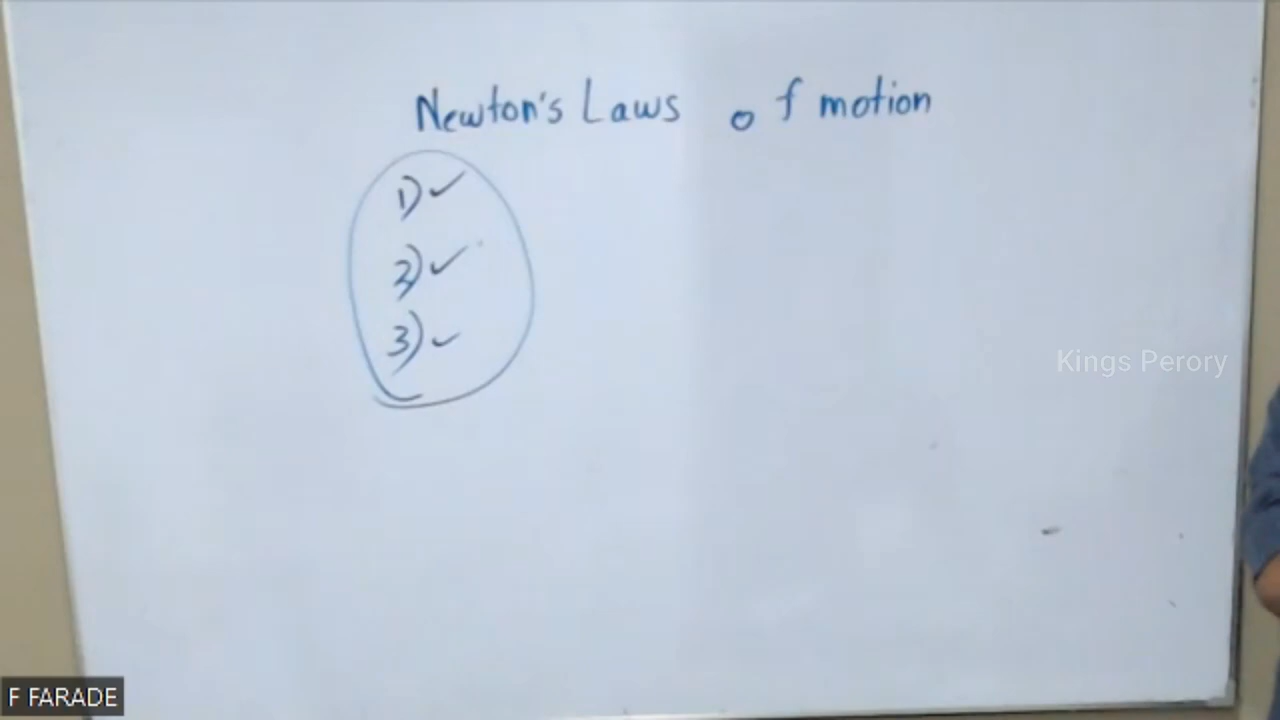 Newton's Laws of motion
1) ✓
2) ✓
3) ✓
Kings Perory
F FARADE